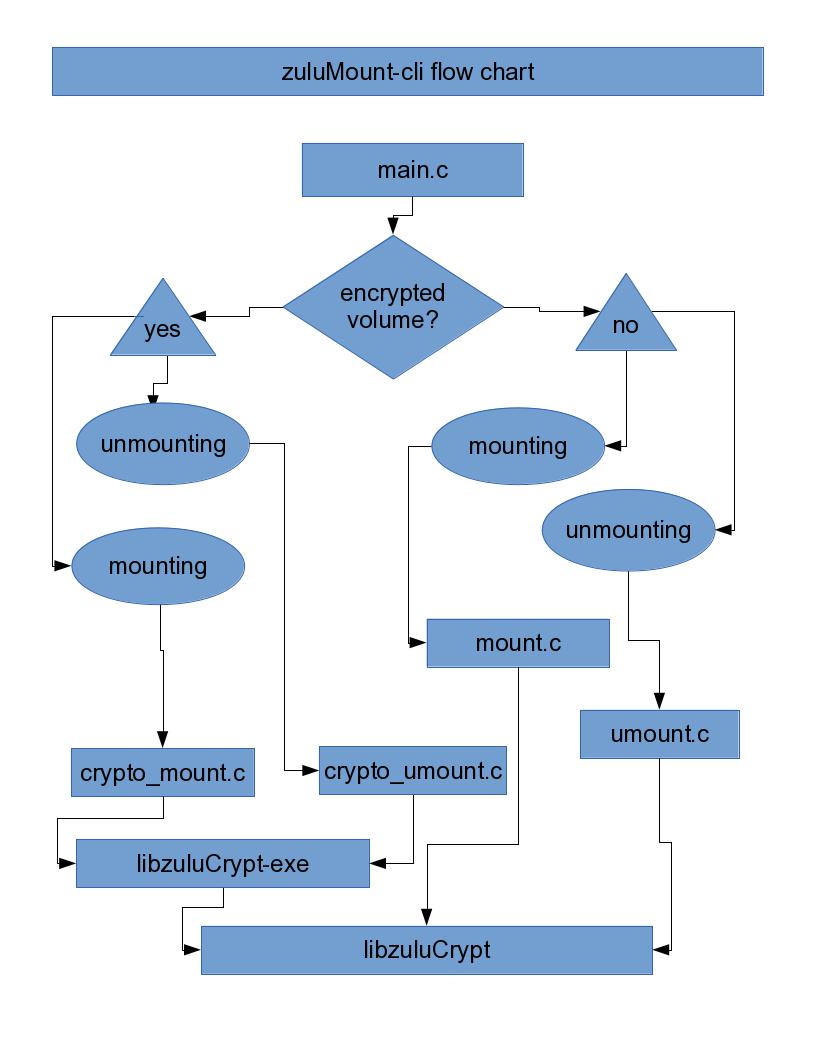 zuluMount-cli flow chart
main.c
encrypted
volume?
yes
no
unmounting
mounting
unmounting
mounting
mount.c
umount.c
crypto_mount.c
crypto_umount.c
libzuluCrypt-exe
libzuluCrypt